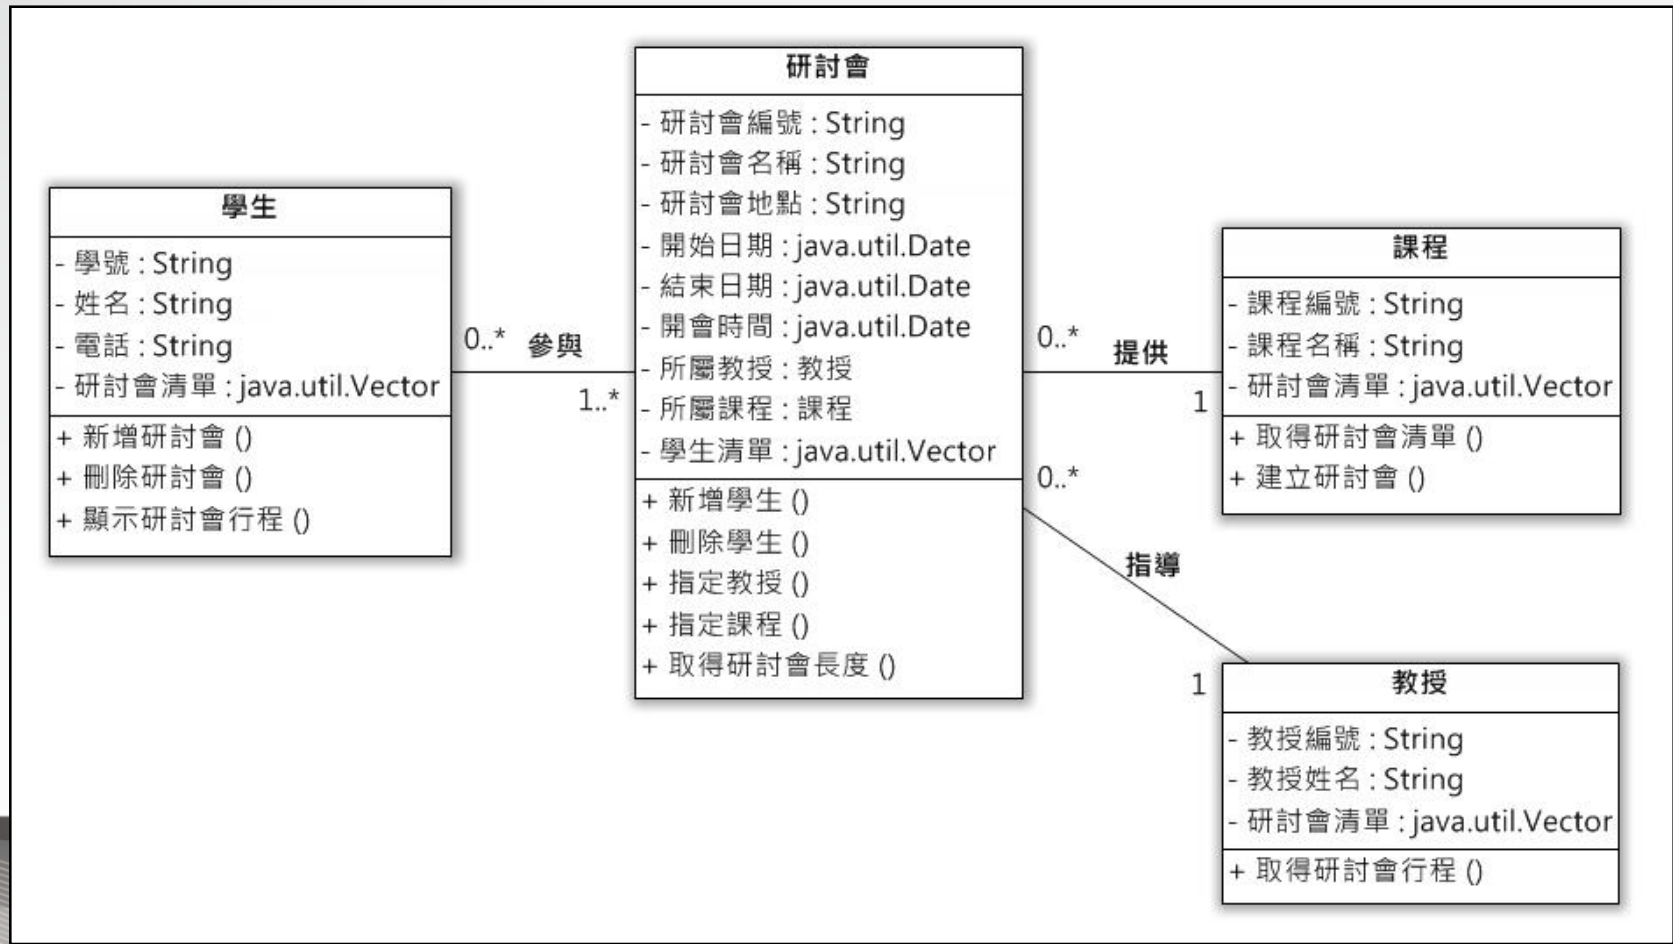 學生
- 學號 : String
- 姓名 : String
- 電話 : String
- 研討會清單 : java.util.Vector
+ 新增研討會 ()
+ 刪除研討會 ()
+ 顯示研討會行程 ()
0..* 參與
1..*
研討會
- 研討會編號 : String
- 研討會名稱 : String
- 研討會地點 : String
- 開始日期 : java.util.Date
- 結束日期 : java.util.Date
- 開會時間 : java.util.Date
- 所屬教授 : 教授
- 所屬課程 : 課程
- 學生清單 : java.util.Vector
+ 新增學生 ()
+ 刪除學生 ()
+ 指定教授 ()
+ 指定課程 ()
+ 取得研討會長度 ()
0..* 提供
1
課程
- 課程編號 : String
- 課程名稱 : String
- 研討會清單 : java.util.Vector
+ 取得研討會清單 ()
+ 建立研討會 ()
0..*
指導
1
教授
- 教授編號 : String
- 教授姓名 : String
- 研討會清單 : java.util.Vector
+ 取得研討會行程 ()